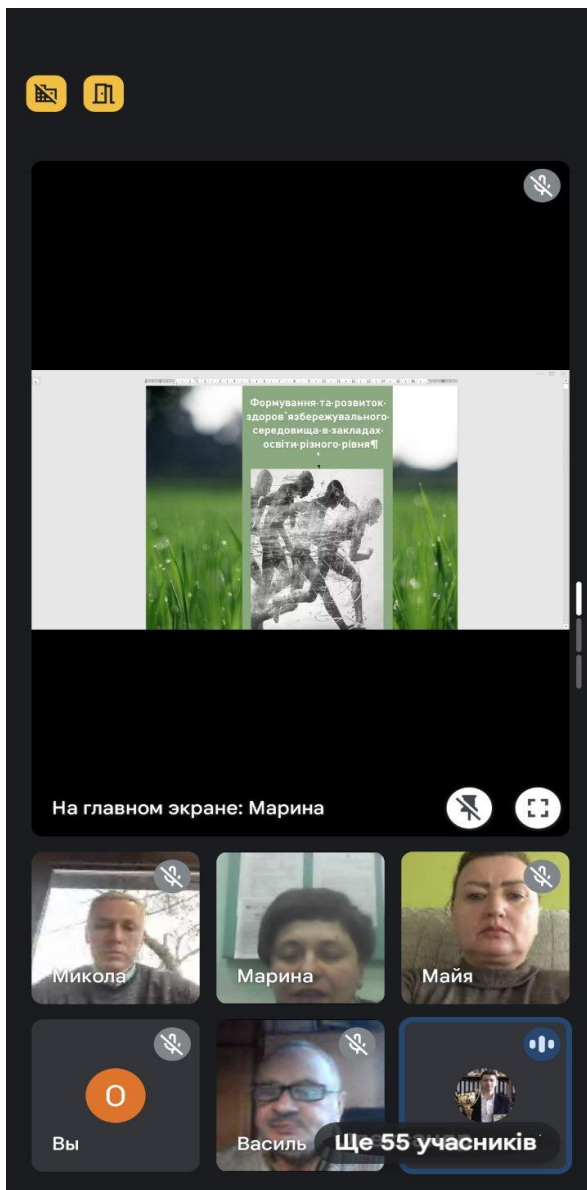 Формування·та·розвиток·
здоров`язбережувального·
середовища·в·закладах·
освіти·різного·рівня¶
На главном экране: Марина
Микола
Марина
Майя
О
Вы
Василь
Ще 55 учасників